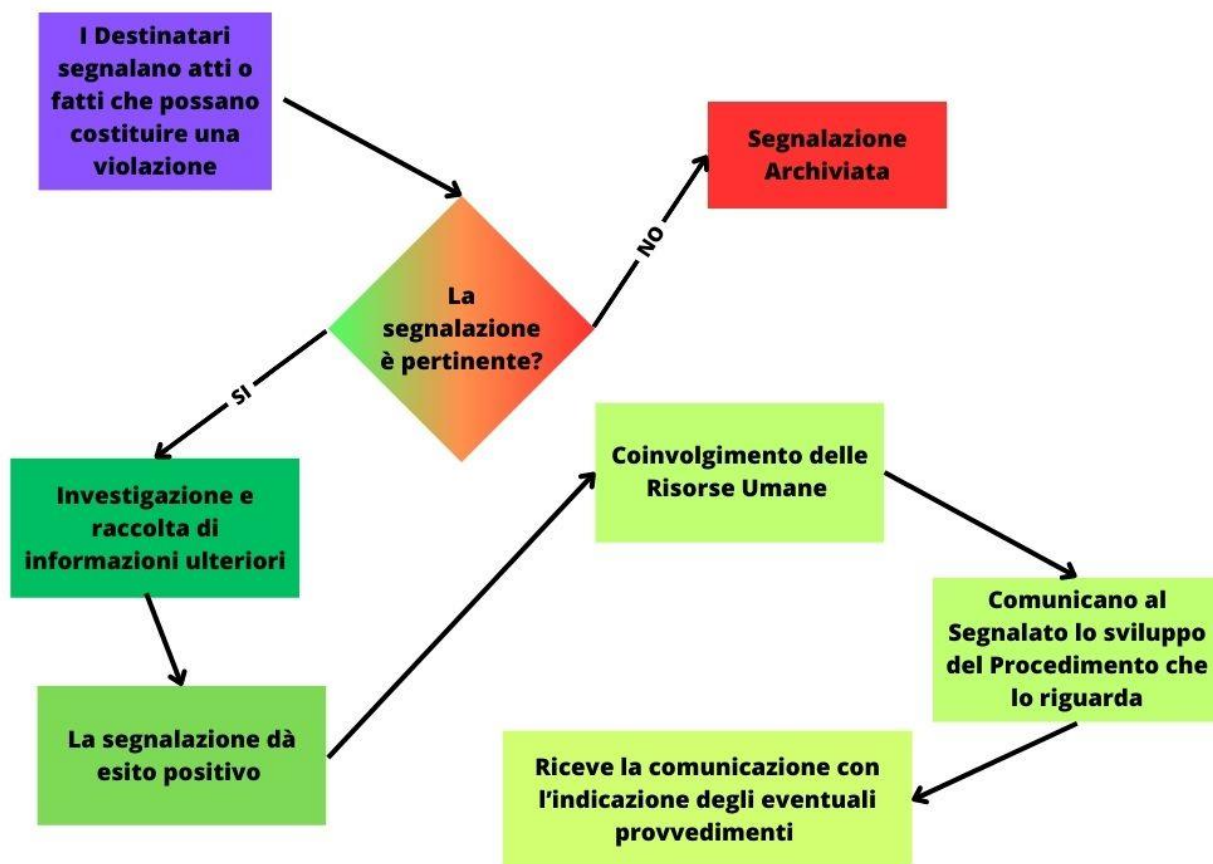 I Destinatari
segnalano atti o
fatti che possano
costituire una
violazione
Segnalazione
Archiviata
NO
La
segnalazione
è pertinente?
SI
Investigazione e
raccolta di
informazioni ulteriori
La segnalazione dà
esito positivo
Coinvolgimento delle
Risorse Umane
Comunicano al
Segnalato lo sviluppo
del Procedimento che
lo riguarda
Riceve la comunicazione con
l’indicazione degli eventuali
provvedimenti